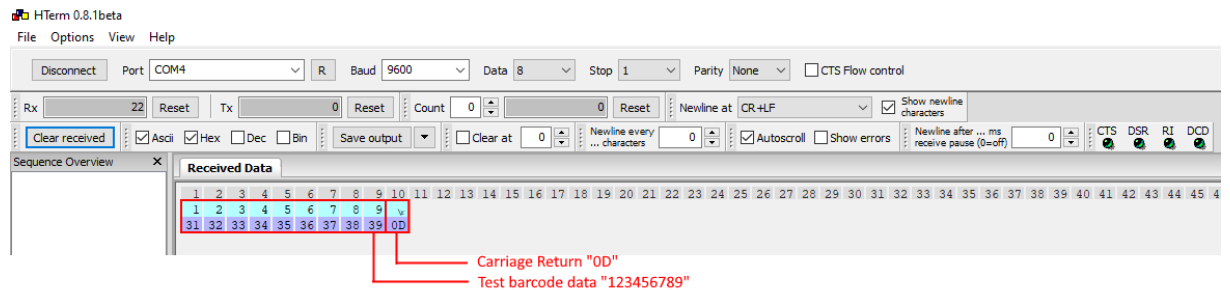 HTerm 0.8.1beta
File Options View Help
Disconnect Port COM4 R Baud 9600 Data 8 Stop 1 Parity None CTS Flow control
Rx 22 Reset Tx 0 Reset Count 0 0 Reset Newline at CR+LF Show newline characters
Clear received Ascii Hex Dec Bin Save output Clear at 0 Newline every ... characters 0 Autoscroll Show errors Newline after ... ms receive pause (0=off) 0 CTS DSR RI DCD
Sequence Overview X Received Data
1 2 3 4 5 6 7 8 9 10 11 12 13 14 15 16 17 18 19 20 21 22 23 24 25 26 27 28 29 30 31 32 33 34 35 36 37 38 39 40 41 42 43 44 45 4
1 2 3 4 5 6 7 8 9 \r
31 32 33 34 35 36 37 38 39 0D
Carriage Return "0D"
Test barcode data "123456789"